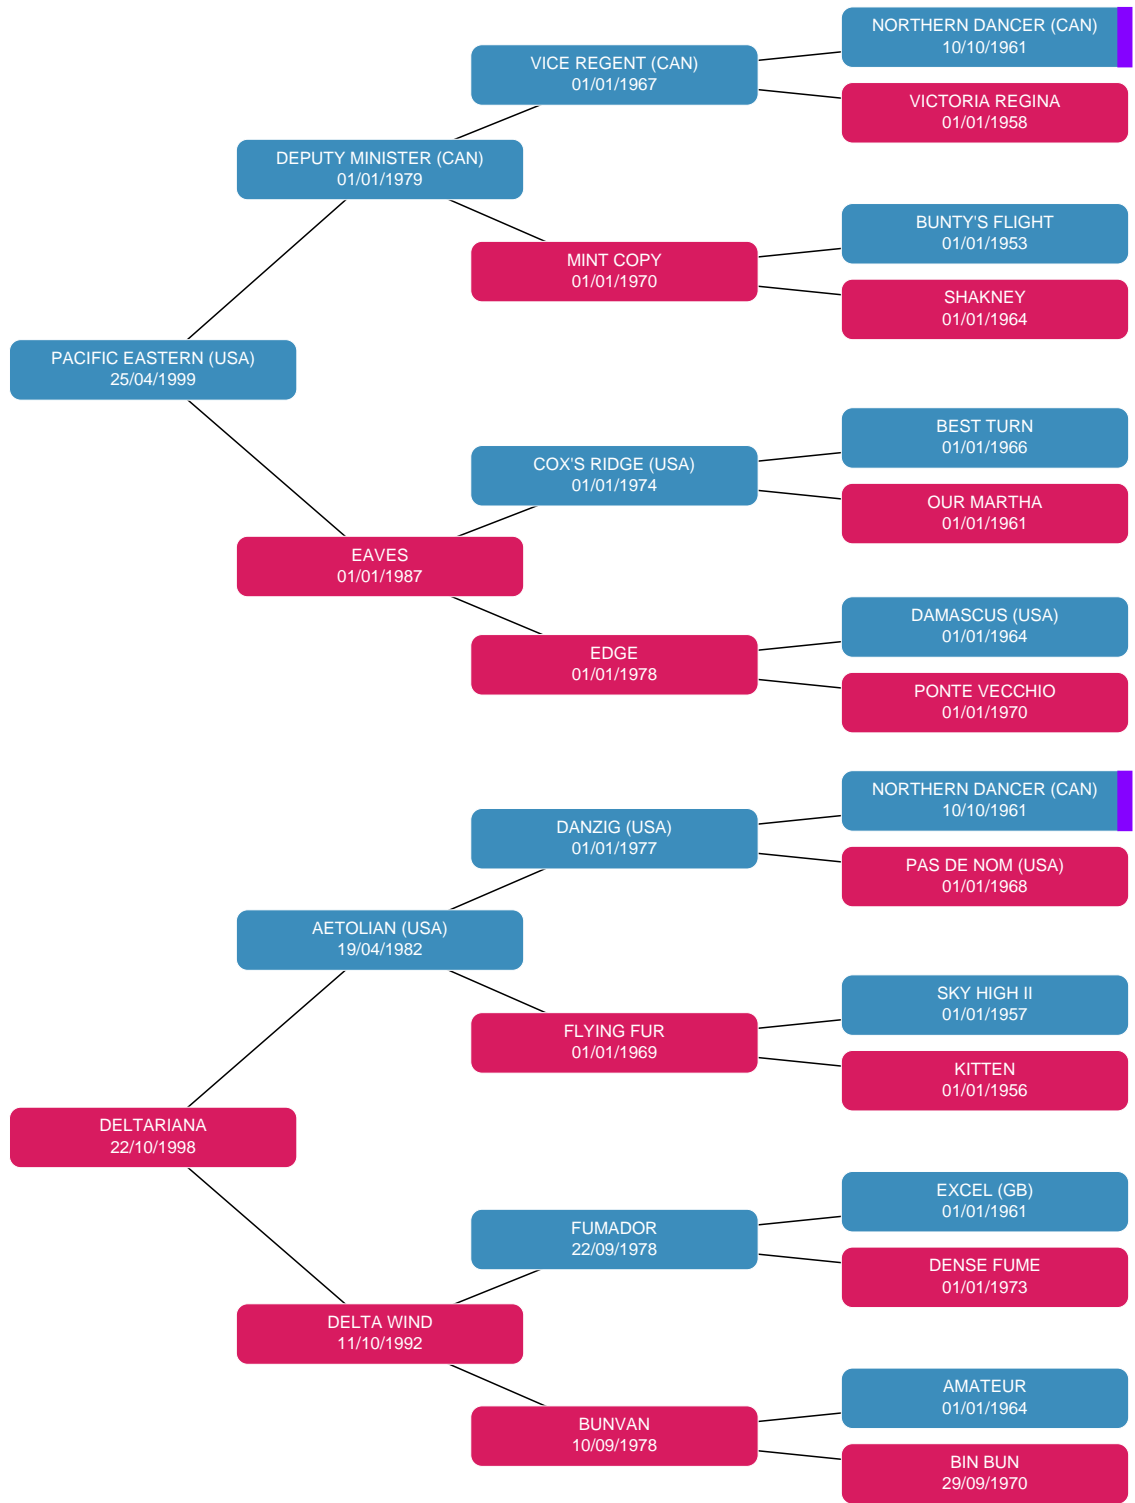 NORTHERN DANCER (CAN)
10/10/1961
VICE REGENT (CAN)
01/01/1967
VICTORIA REGINA
01/01/1958
DEPUTY MINISTER (CAN)
01/01/1979
BUNTY'S FLIGHT
01/01/1953
MINT COPY
01/01/1970
SHAKNEY
01/01/1964
PACIFIC EASTERN (USA)
25/04/1999
BEST TURN
01/01/1966
COX'S RIDGE (USA)
01/01/1974
OUR MARTHA
01/01/1961
EAVES
01/01/1987
DAMASCUS (USA)
01/01/1964
EDGE
01/01/1978
PONTE VECCHIO
01/01/1970
NORTHERN DANCER (CAN)
10/10/1961
DANZIG (USA)
01/01/1977
PAS DE NOM (USA)
01/01/1968
AETOLIAN (USA)
19/04/1982
SKY HIGH II
01/01/1957
FLYING FUR
01/01/1969
KITTEN
01/01/1956
DELTARIANA
22/10/1998
EXCEL (GB)
01/01/1961
FUMADOR
22/09/1978
DENSE FUME
01/01/1973
DELTA WIND
11/10/1992
AMATEUR
01/01/1964
BUNVAN
10/09/1978
BIN BUN
29/09/1970